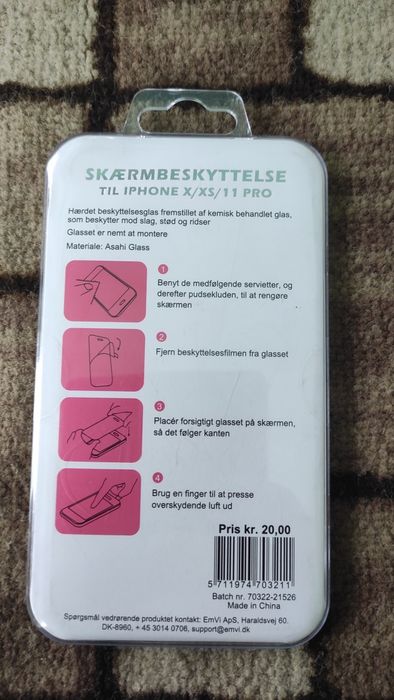 SKÆRMBESKYTTELSE
TIL IPHONE X/XS/11 PRO
Hærdet beskyttelsesglas fremstillet af kemisk behandlet glas,
som beskytter mod slag, stød og ridser
Glasset er nemt at montere
Materiale: Asahi Glass
1
Benyt de medfølgende servietter, og
derefter pudsekluden, til at rengøre
skærmen
2
Fjern beskyttelsesfilmen fra glasset
3
Placér forsigtigt glasset på skærmen,
så det følger kanten
4
Brug en finger til at presse
overskydende luft ud
Pris kr. 20,00
5 711974 703211
Batch nr. 70322-21526
Made in China
Spørgsmål vedrørende produktet kontakt: EmVi ApS, Haraldsvej 60.
DK-8960, + 45 3014 0706, support@emvi.dk